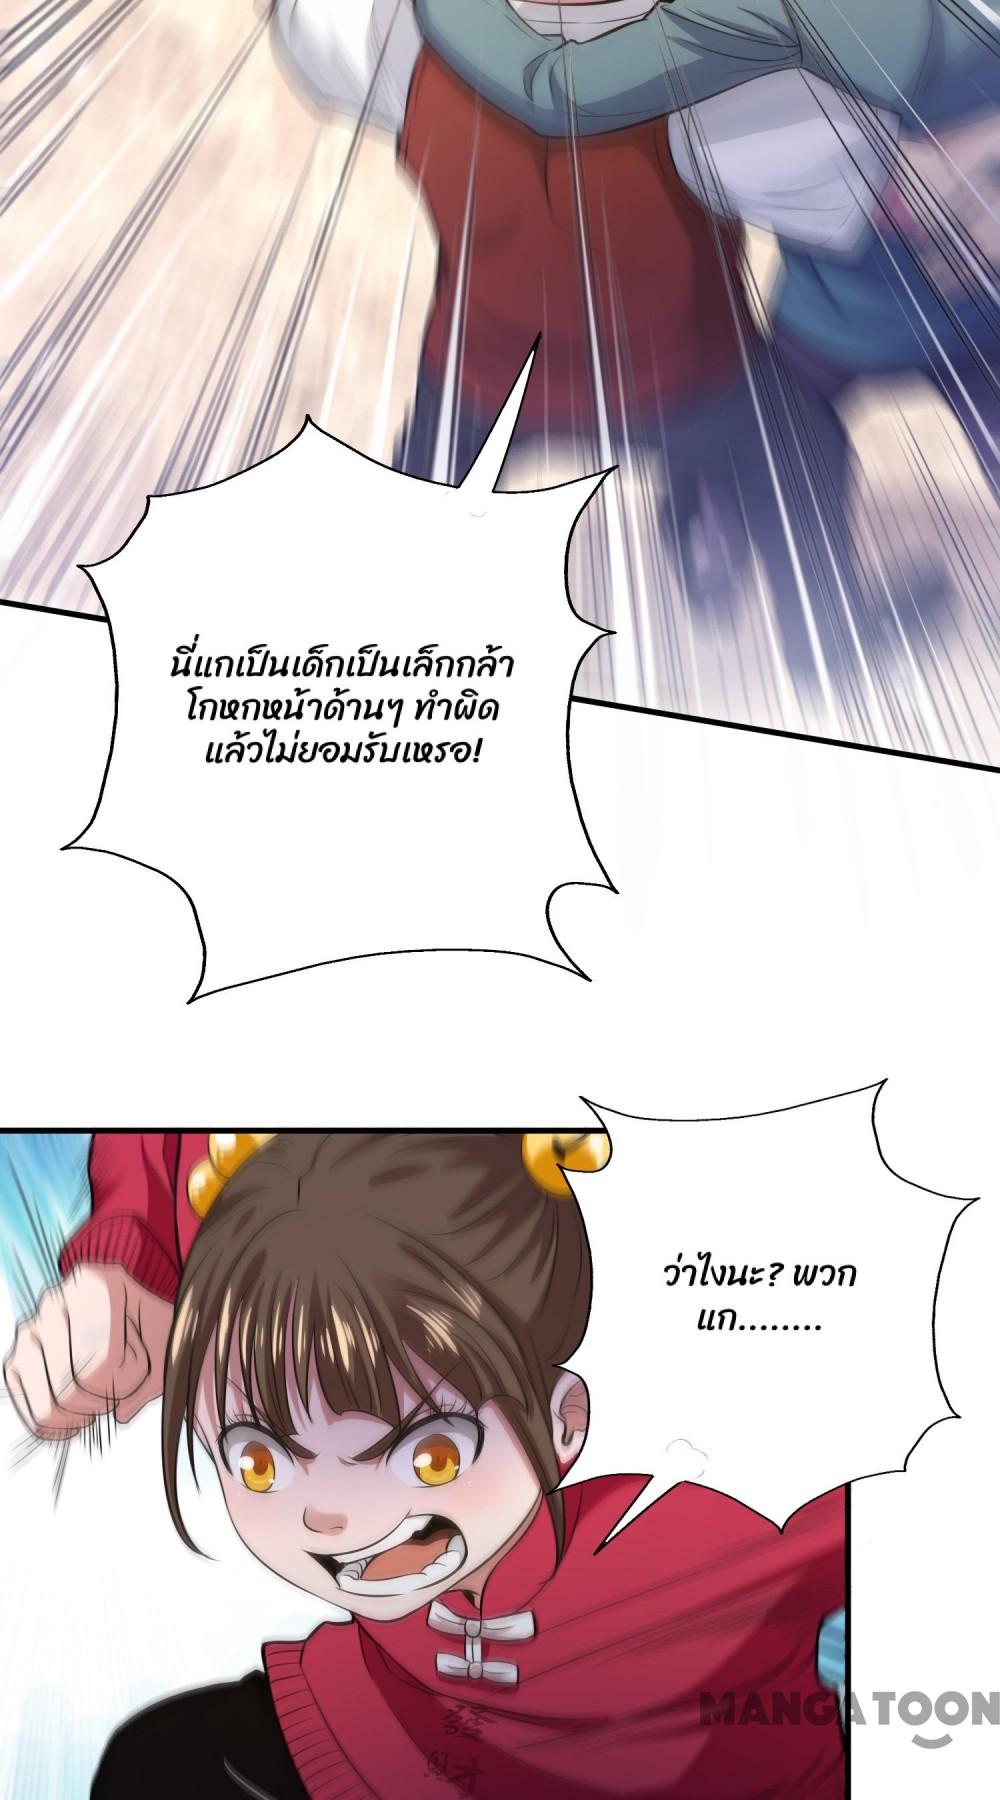 นี่แกเป็นเด็กเป็นเล็กกล้า
โกหกหน้าด้านๆ ทำผิด
แล้วไม่ยอมรับเหรอ!
ว่าไงนะ? พวก
แก........
發
才
MANGATOON